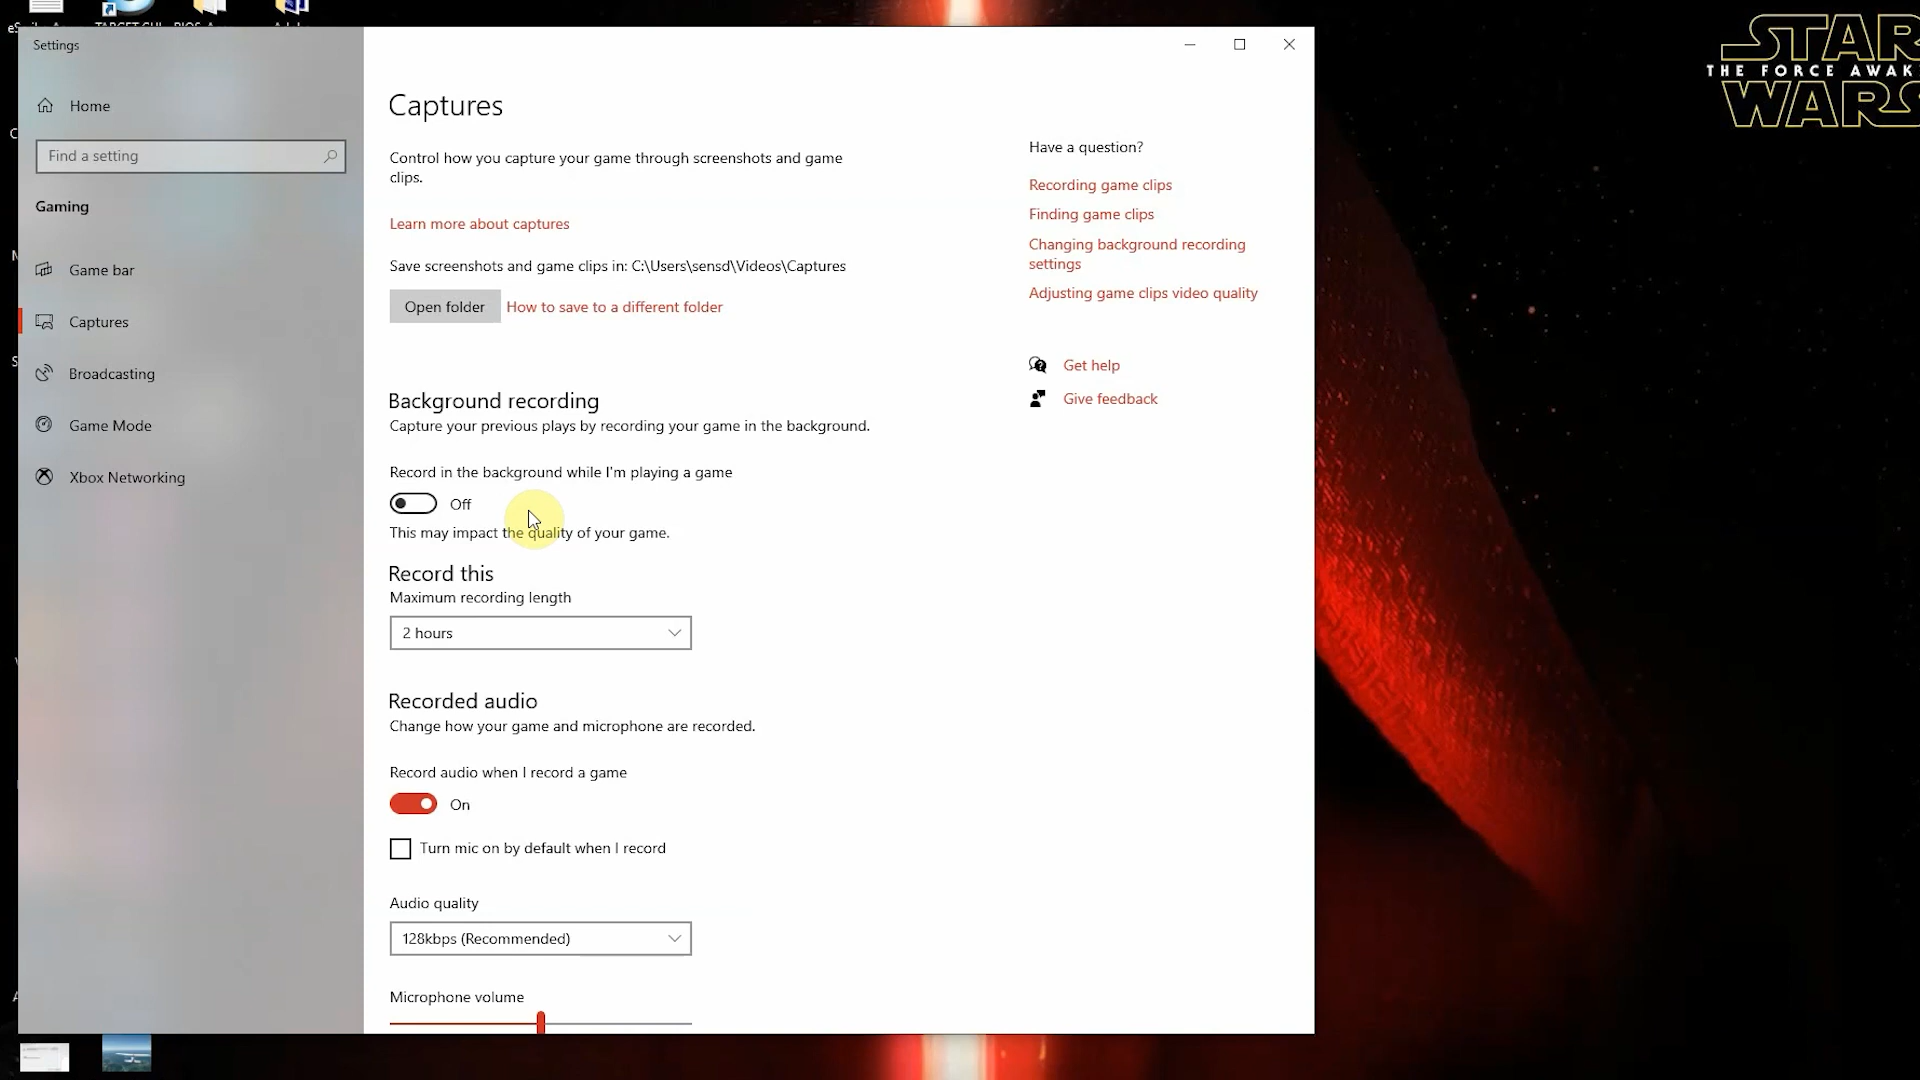 Settings
Home
Find a setting
Gaming
Game bar
Captures
Broadcasting
Game Mode
Xbox Networking
Captures
Control how you capture your game through screenshots and game
clips.
Learn more about captures
Save screenshots and game clips in: C:\Users\sensd\Videos\Captures
Open folder
How to save to a different folder
Background recording
Capture your previous plays by recording your game in the background.
Record in the background while I'm playing a game
Off
This may impact the quality of your game.
Record this
Maximum recording length
2 hours
Recorded audio
Change how your game and microphone are recorded.
Record audio when I record a game
On
Turn mic on by default when I record
Audio quality
128kbps (Recommended)
Microphone volume
Have a question?
Recording game clips
Finding game clips
Changing background recording
settings
Adjusting game clips video quality
Get help
Give feedback
STAR
THE FORCE AWAK
WARS